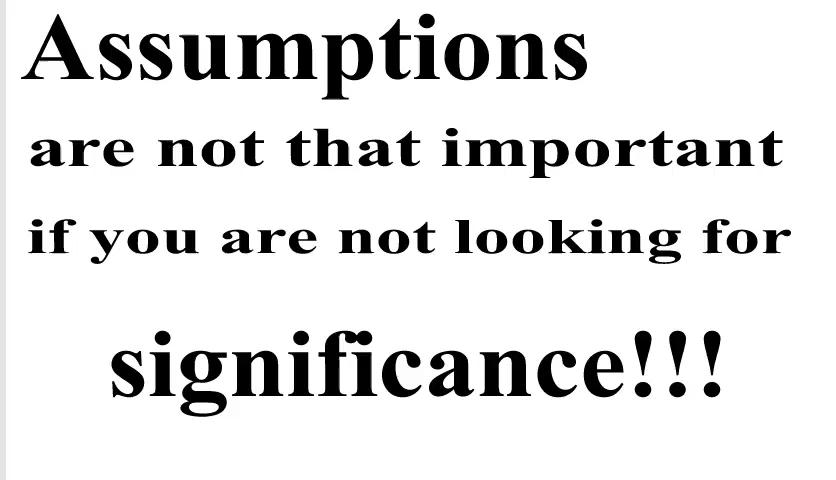 Assumptions
are not that important
if you are not looking for
significance!!!